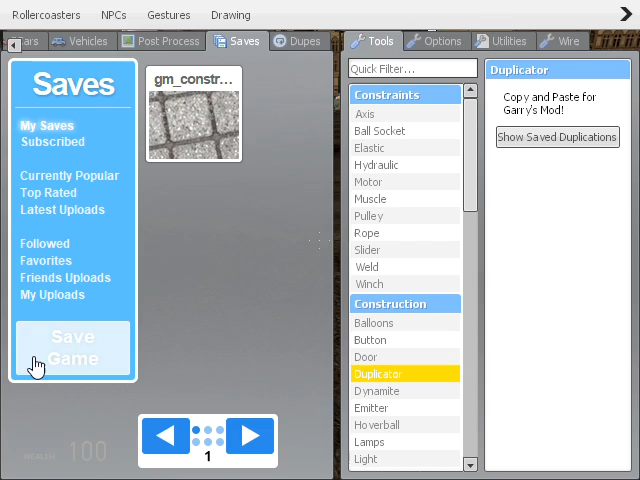 Rollercoasters NPCs Gestures Drawing
Vehicles Post Process Saves Dupes Tools Options Utilities Wire
Saves
My Saves
Subscribed
Currently Popular
Top Rated
Latest Uploads
Followed
Favorites
Friends Uploads
My Uploads
Save
Game
gm_constr...
1
HEALTH 100
Quick Filter...
Constraints
Axis
Ball Socket
Elastic
Hydraulic
Motor
Muscle
Pulley
Rope
Slider
Weld
Winch
Construction
Balloons
Button
Door
Duplicator
Dynamite
Emitter
Hoverball
Lamps
Light
Duplicator
Copy and Paste for
Garry's Mod!
Show Saved Duplications